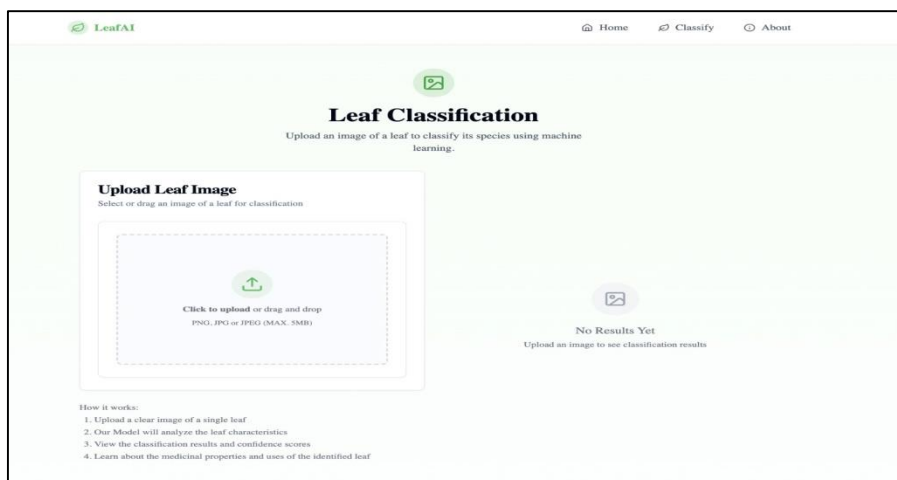 LeafAI
Home
Classify
About
Leaf Classification
Upload an image of a leaf to classify its species using machine
learning.
Upload Leaf Image
Select or drag an image of a leaf for classification
Click to upload or drag and drop
PNG, JPG or JPEG (MAX. 5MB)
No Results Yet
Upload an image to see classification results
How it works:
1. Upload a clear image of a single leaf
2. Our Model will analyze the leaf characteristics
3. View the classification results and confidence scores
4. Learn about the medicinal properties and uses of the identified leaf